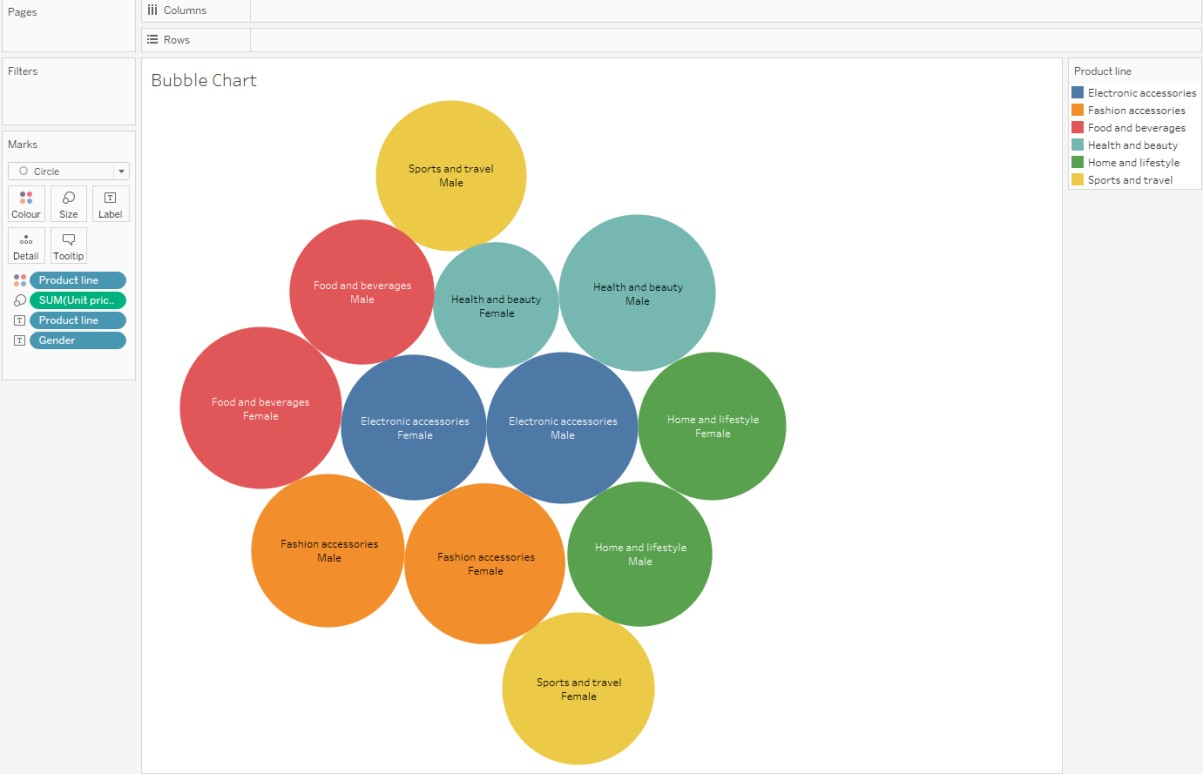 Pages
Columns
Rows
Filters
Marks
Circle
Colour
Size
Label
Detail
Tooltip
Product line
SUM(Unit pric..
Product line
Gender
Bubble Chart
Sports and travel
Male
Food and beverages
Male
Health and beauty
Female
Health and beauty
Male
Food and beverages
Female
Electronic accessories
Female
Electronic accessories
Male
Home and lifestyle
Female
Fashion accessories
Male
Fashion accessories
Female
Home and lifestyle
Male
Sports and travel
Female
Product line
Electronic accessories
Fashion accessories
Food and beverages
Health and beauty
Home and lifestyle
Sports and travel